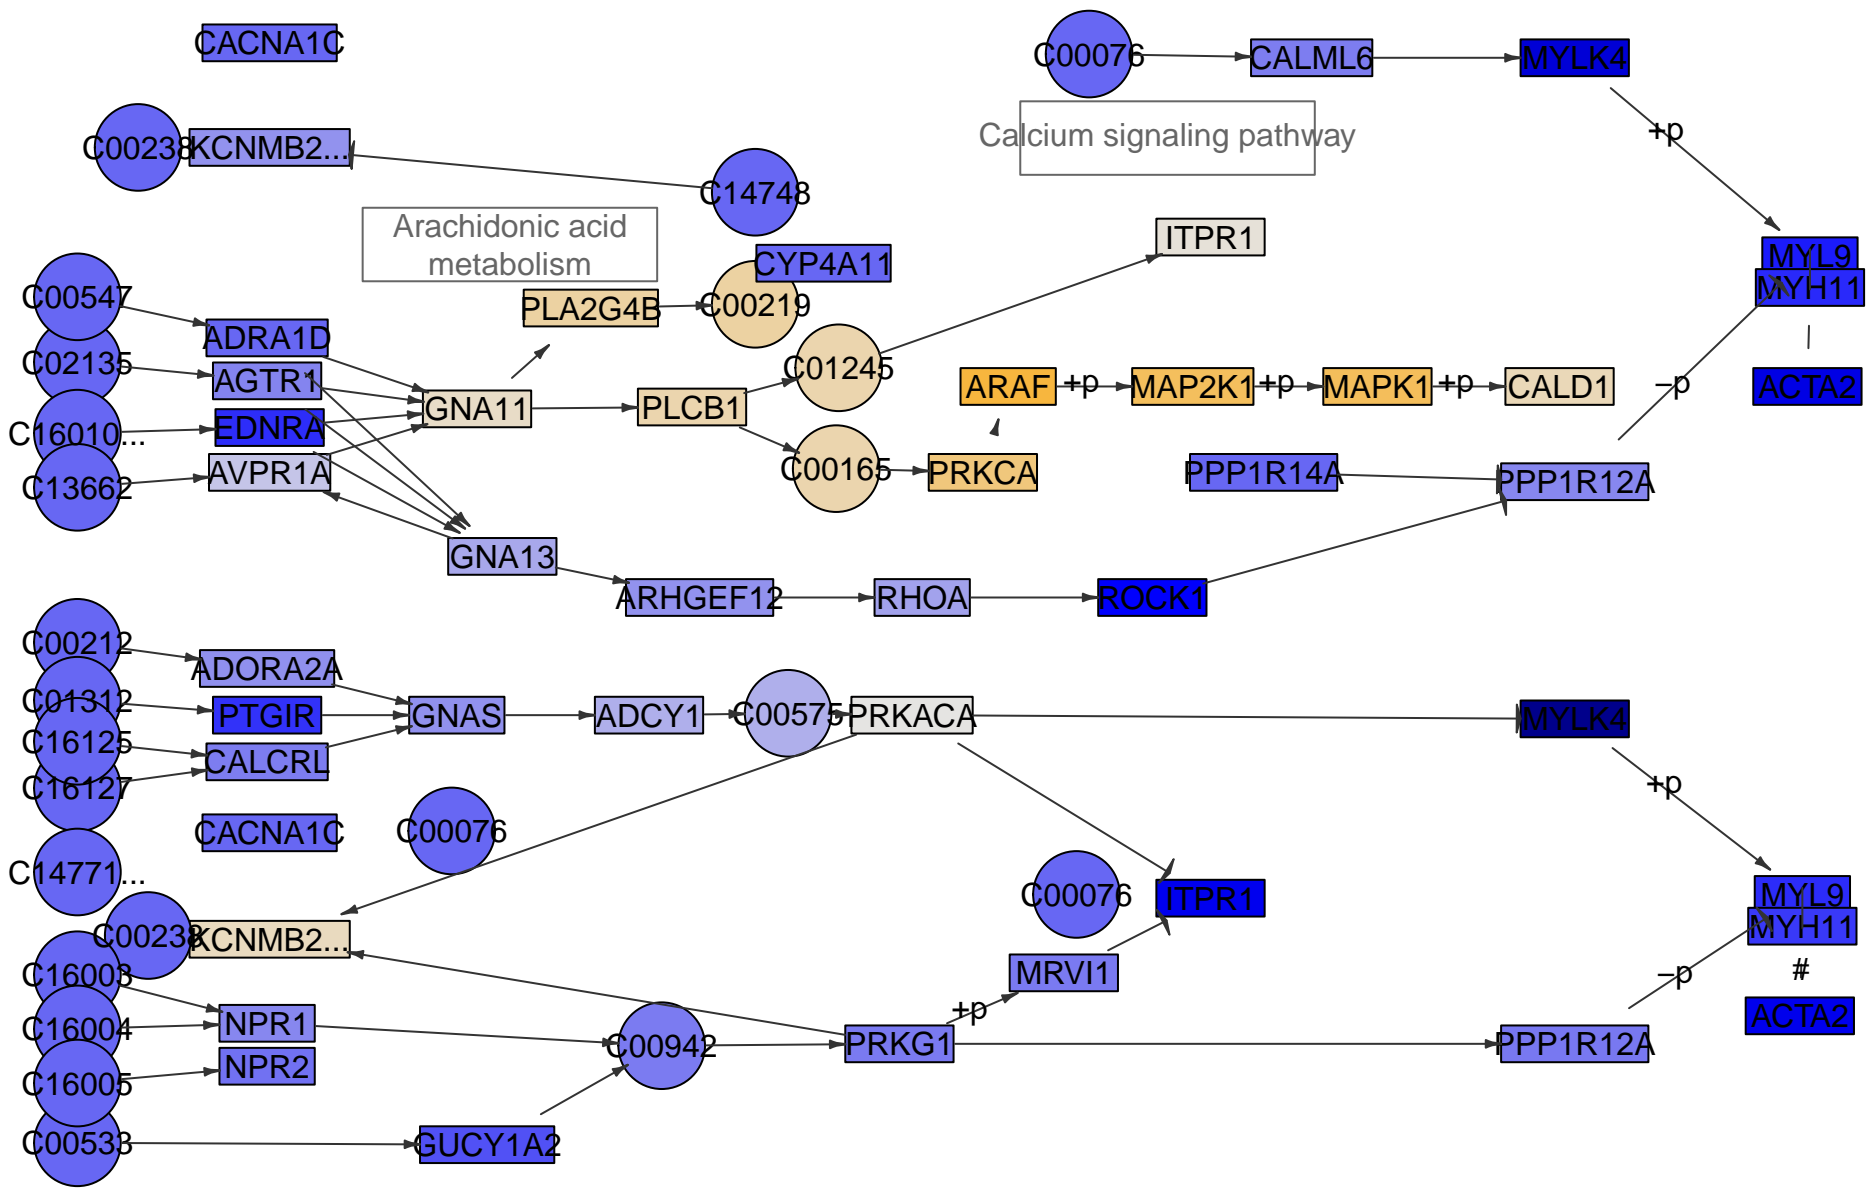 CACNA1C
C00076
CALML6
MYLK4
Calcium signaling pathway
+p
C00238
KCNMB2...
C14748
Arachidonic acid
metabolism
ITPR1
CYP4A11
MYL9
MYH11
C00547
PLA2G4B
C00219
ADRA1D
C02135
AGTR1
C01245
ARAF
+p
MAP2K1
+p
MAPK1
+p
CALD1
–p
ACTA2
GNA11
PLCB1
C16010...
EDNRA
C13662
AVPR1A
C00165
PRKCA
PPP1R14A
PPP1R12A
GNA13
ARHGEF12
RHOA
ROCK1
C00212
ADORA2A
C01312
PTGIR
GNAS
ADCY1
C00575
PRKACA
MYLK4
C16125
CALCRL
C16127
+p
CACNA1C
C00076
C14771...
C00076
ITPR1
MYL9
MYH11
C00238
KCNMB2...
C16003
MRVI1
–p
#
+p
ACTA2
C16004
NPR1
C00942
PRKG1
PPP1R12A
C16005
NPR2
C00533
GUCY1A2